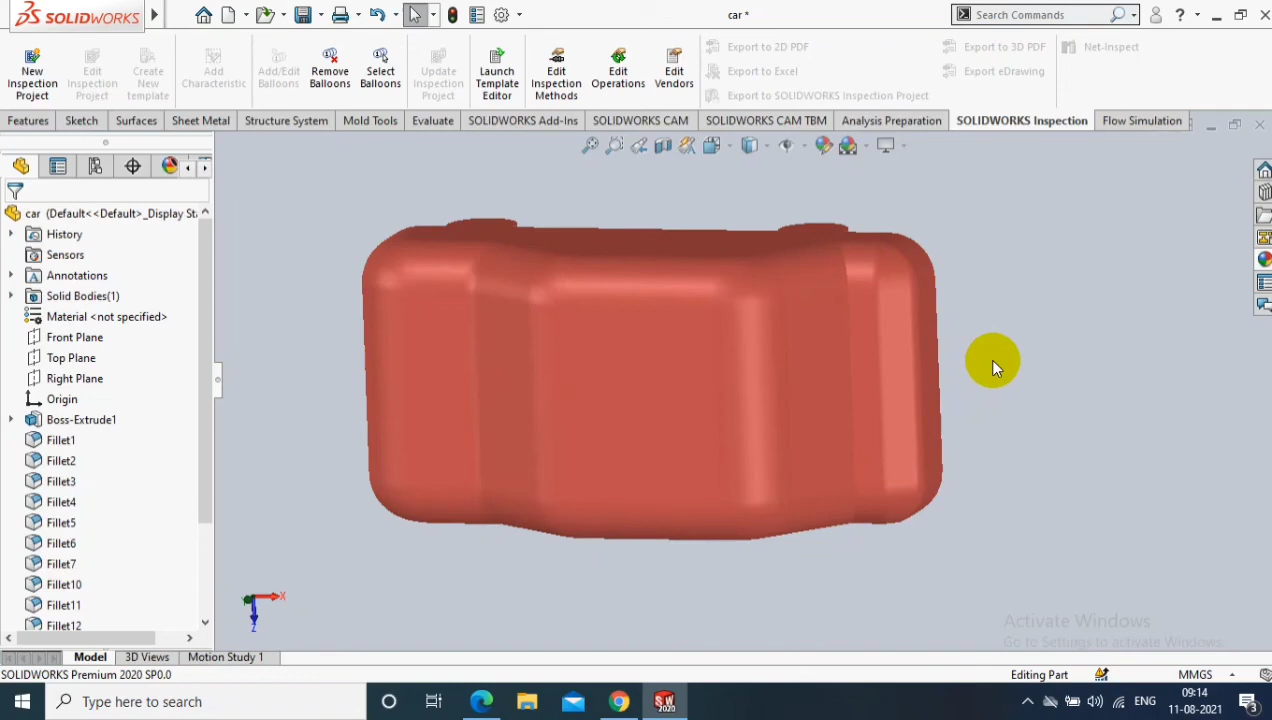 SOLIDWORKS
car *
Search Commands
New Inspection Project
Edit Inspection Project
Create New template
Add Characteristic
Add/Edit Balloons
Remove Balloons
Select Balloons
Update Inspection Project
Launch Template Editor
Edit Inspection Methods
Edit Operations
Edit Vendors
Export to 2D PDF
Export to Excel
Export to SOLIDWORKS Inspection Project
Export to 3D PDF
Export eDrawing
Net-Inspect
Features
Sketch
Surfaces
Sheet Metal
Structure System
Mold Tools
Evaluate
SOLIDWORKS Add-Ins
SOLIDWORKS CAM
SOLIDWORKS CAM TBM
Analysis Preparation
SOLIDWORKS Inspection
Flow Simulation
car (Default<<Default>_Display Sta
History
Sensors
Annotations
Solid Bodies(1)
Material <not specified>
Front Plane
Top Plane
Right Plane
Origin
Boss-Extrude1
Fillet1
Fillet2
Fillet3
Fillet4
Fillet5
Fillet6
Fillet7
Fillet10
Fillet11
Fillet12
X
Z
Activate Windows
Go to Settings to activate Windows.
Model
3D Views
Motion Study 1
SOLIDWORKS Premium 2020 SP0.0
Editing Part
MMGS
Type here to search
SW
2020
ENG
09:14
11-08-2021
3